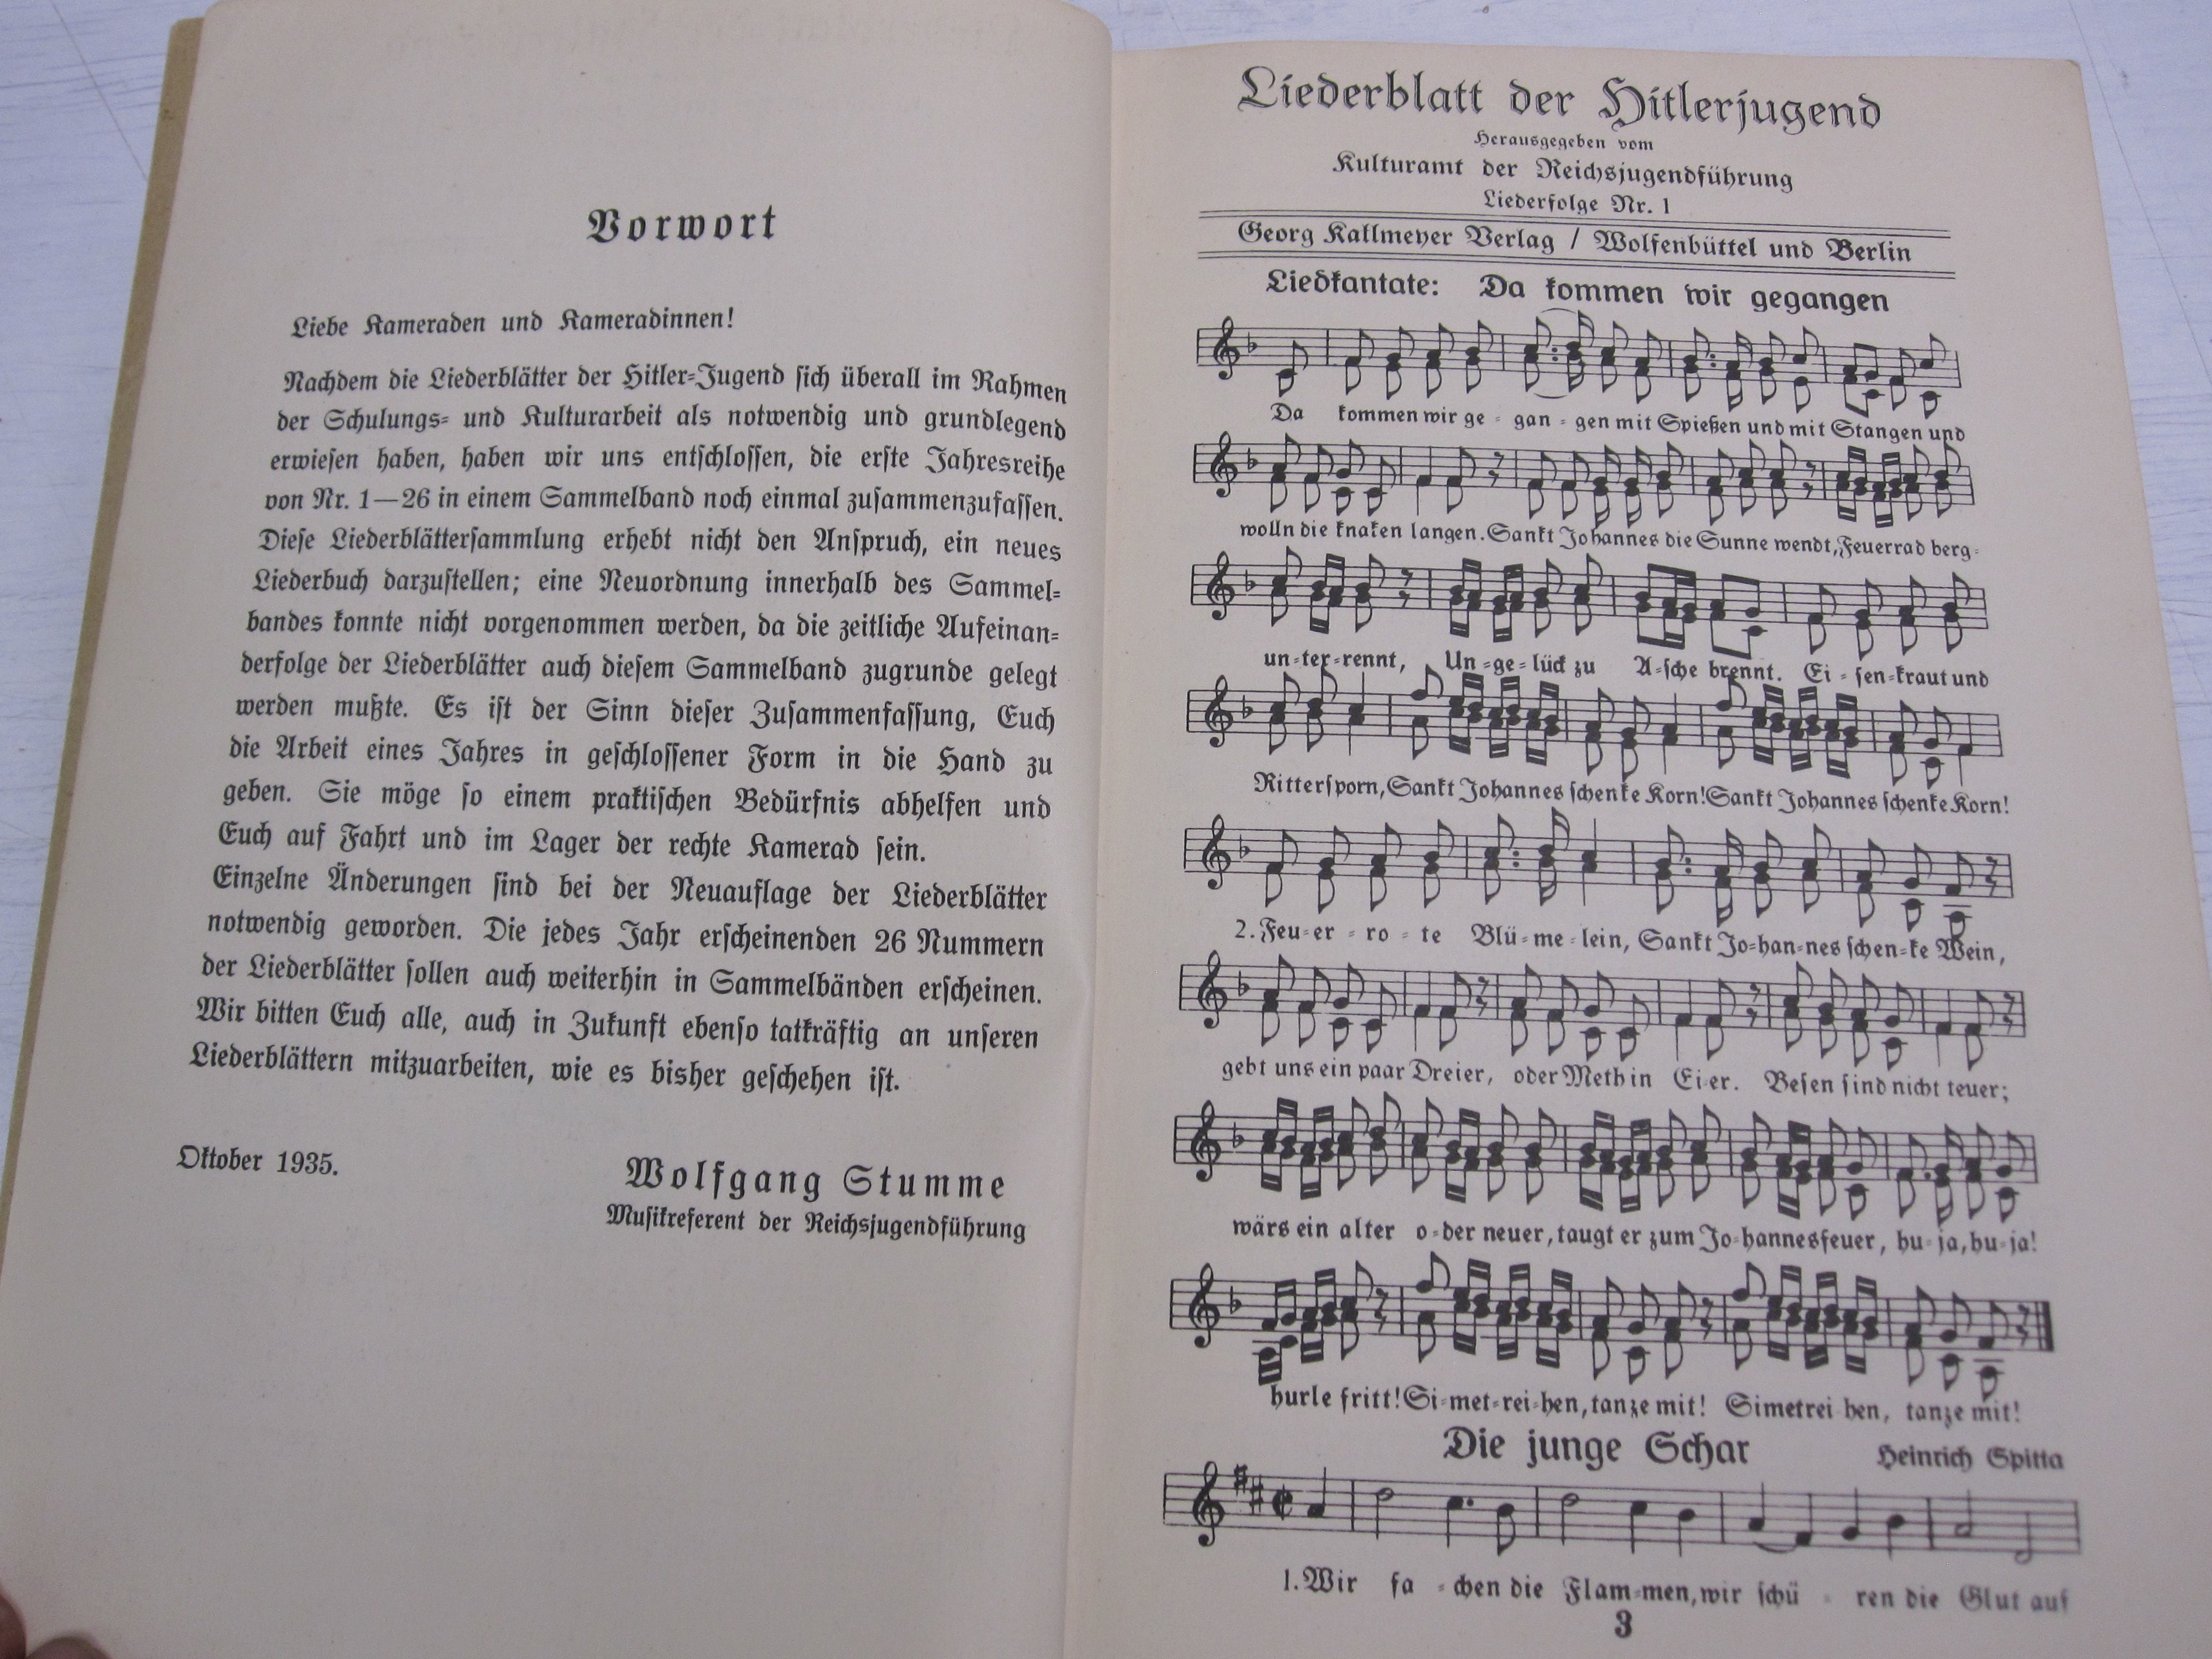 Vorwort
Liebe Kameraden und Kameradinnen!
Nachdem die Liederblätter der Hitler-Jugend sich überall im Rahmen
der Schulungs- und Kulturarbeit als notwendig und grundlegend
erwiesen haben, haben wir uns entschlossen, die erste Jahresreihe
von Nr. 1—26 in einem Sammelband noch einmal zusammenzufassen.
Diese Liederblättersammlung erhebt nicht den Anspruch, ein neues
Liederbuch darzustellen; eine Neuordnung innerhalb des Sammel-
bandes konnte nicht vorgenommen werden, da die zeitliche Aufeinan-
derfolge der Liederblätter auch diesem Sammelband zugrunde gelegt
werden mußte. Es ist der Sinn dieser Zusammenfassung, Euch
die Arbeit eines Jahres in geschlossener Form in die Hand zu
geben. Sie möge so einem praktischen Bedürfnis abhelfen und
Euch auf Fahrt und im Lager der rechte Kamerad sein.
Einzelne Änderungen sind bei der Neuauflage der Liederblätter
notwendig geworden. Die jedes Jahr erscheinenden 26 Nummern
der Liederblätter sollen auch weiterhin in Sammelbänden erscheinen.
Wir bitten Euch alle, auch in Zukunft ebenso tatkräftig an unseren
Liederblättern mitzuarbeiten, wie es bisher geschehen ist.
Oktober 1935.
Wolfgang Stumme
Musikreferent der Reichsjugendführung
Liederblatt der Hitlerjugend
Herausgegeben vom
Kulturamt der Reichsjugendführung
Liederfolge Nr. 1
Georg Kallmeyer Verlag / Wolfenbüttel und Berlin
Liedkantate: Da kommen wir gegangen
Da kommen wir ge - gan - gen mit Spießen und mit Stangen und
wolln die knaken langen. Sankt Johannes die Sunne wendt, Feuerrad berg-
un-ter-rennt, Un-ge-lück zu A-sche brennt. Ei-sen-kraut und
Rittersporn, Sankt Johannes schenke Korn! Sankt Johannes schenke Korn!
2. Feu-er - ro - te Blü-me-lein, Sankt Jo-han-nes schen-ke Wein,
gebt uns ein paar Dreier, oder Meth in Ei er. Besen sind nicht teuer;
wärs ein alter o-der neuer, taugt er zum Jo-hannesfeuer, hu-ja, hu-ja!
hurle fritt! Si-met-rei-hen, tanze mit! Simetrei hen, tanze mit!
Die junge Schar
Heinrich Spitta
1. Wir fa - chen die Flam-men, wir schü - ren die Glut auf
3